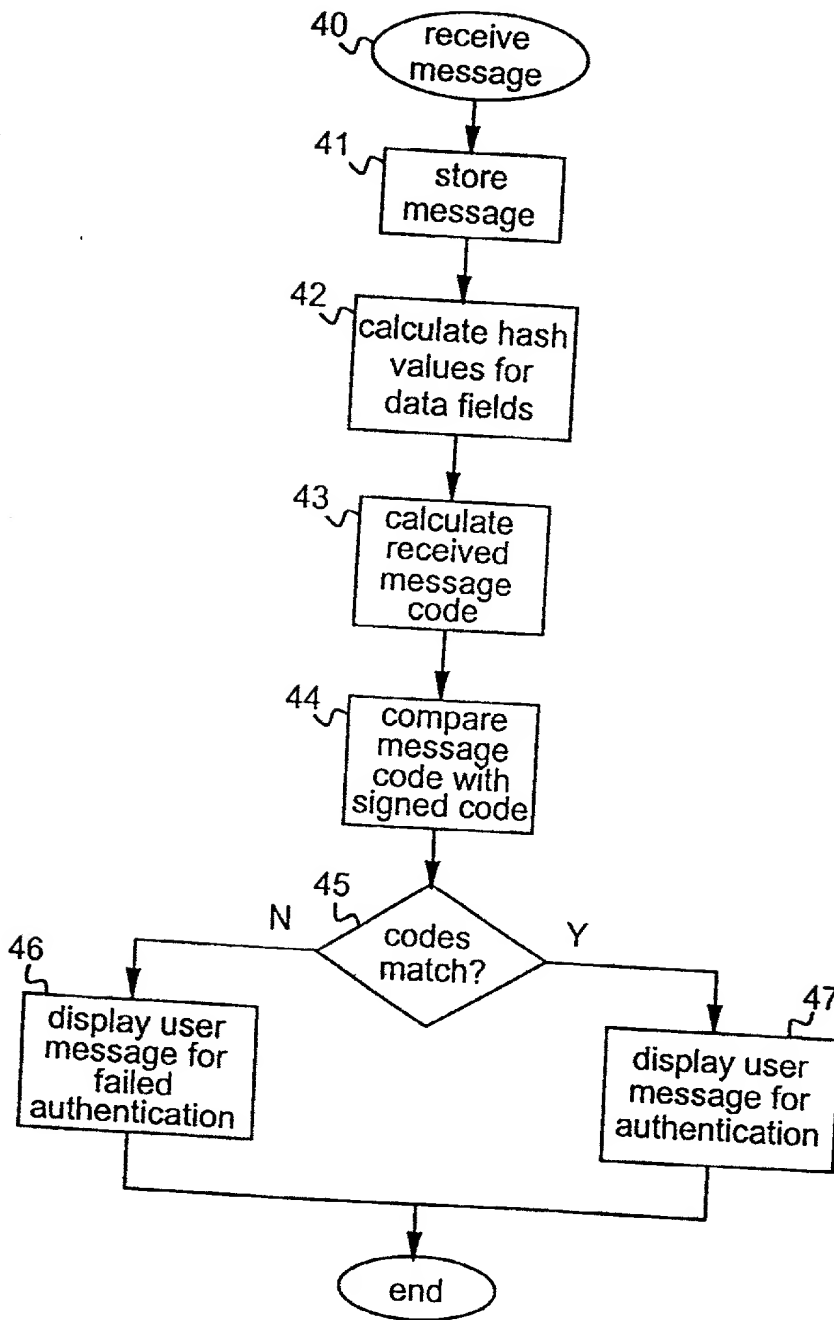 40
receive
message
41
store
message
42
calculate hash
values for
data fields
43
calculate
received
message
code
44
compare
message
code with
signed code
45
N
codes
match?
Y
46
display user
message for
failed
authentication
47
display user
message for
authentication
end